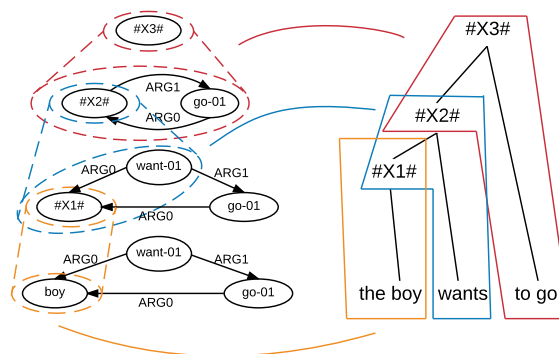 #X3#
ARG1
#X2#
go-01
ARG0
want-01
ARG0
ARG1
#X1#
go-01
ARG0
want-01
ARG0
ARG1
boy
go-01
ARG0
#X3#
#X2#
#X1#
the boy wants to go